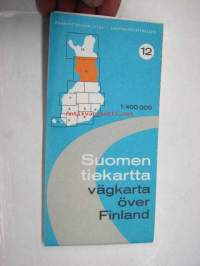 12
1:400 000
Suomen
tiekartta
vägkarta
över
Finland